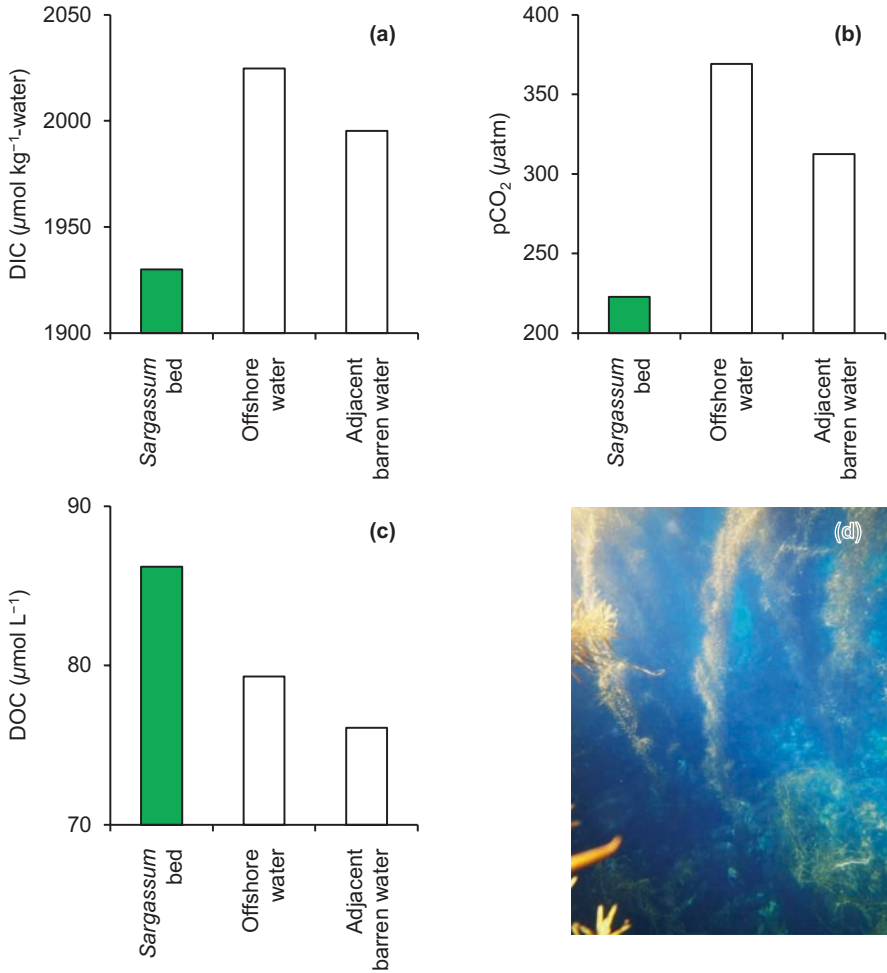 (a)
DIC (µmol kg⁻¹-water)
2050
2000
1950
1900
Sargassum
bed
Offshore
water
Adjacent
barren water
(b)
pCO₂ (µatm)
400
350
300
250
200
Sargassum
bed
Offshore
water
Adjacent
barren water
(c)
DOC (µmol L⁻¹)
90
80
70
Sargassum
bed
Offshore
water
Adjacent
barren water
(d)